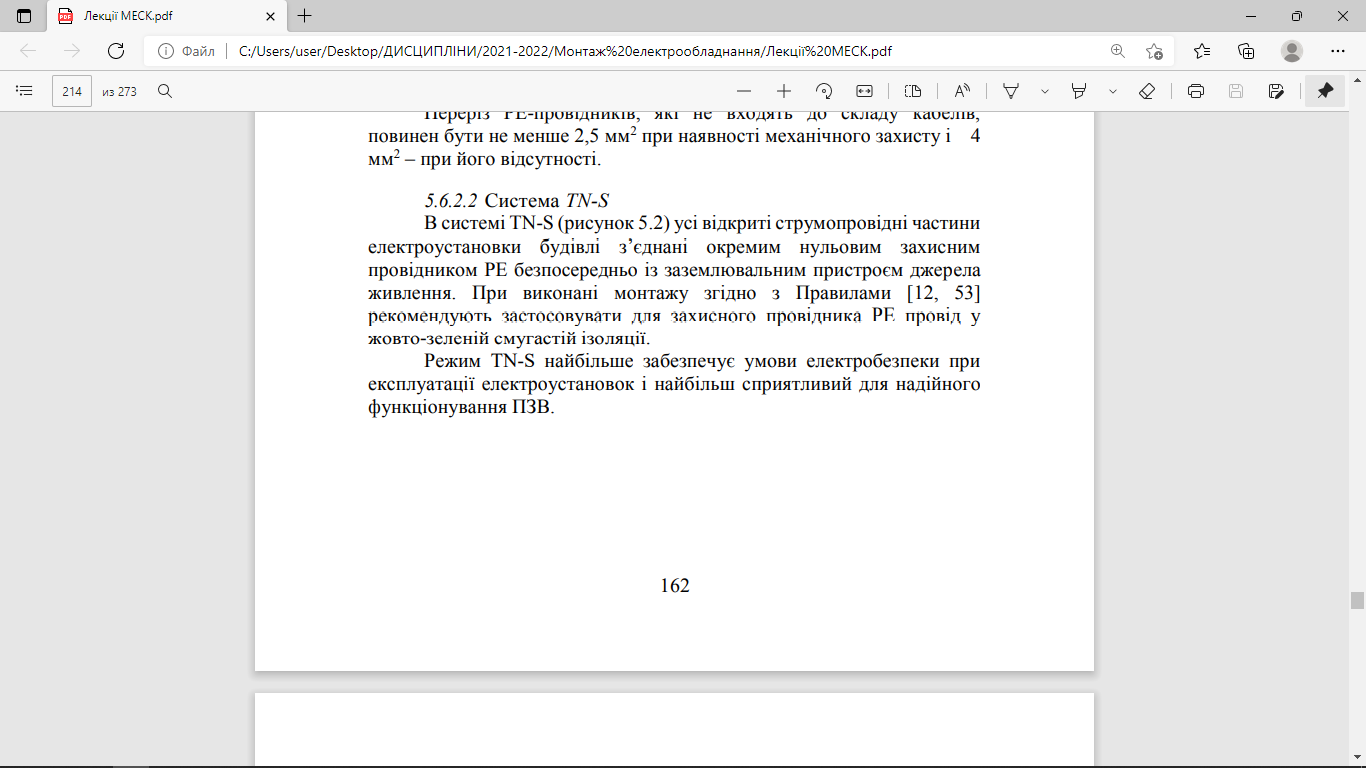 Лекції МЕСК.pdf
Файл
C:/Users/user/Desktop/ДИСЦИПЛІНИ/2021-2022/Монтаж%20електрообладнання/Лекції%20МЕСК.pdf
214 из 273
Переріз РЕ-провідників, які не входять до складу кабелів,
повинен бути не менше 2,5 мм² при наявності механічного захисту і 4
мм² – при його відсутності.
5.6.2.2 Система TN-S
В системі TN-S (рисунок 5.2) усі відкриті струмопровідні частини
електроустановки будівлі з’єднані окремим нульовим захисним
провідником РЕ безпосередньо із заземлювальним пристроєм джерела
живлення. При виконані монтажу згідно з Правилами [12, 53]
рекомендують застосовувати для захисного провідника РЕ провід у
жовто-зеленій смугастій ізоляції.
Режим TN-S найбільше забезпечує умови електробезпеки при
експлуатації електроустановок і найбільш сприятливий для надійного
функціонування ПЗВ.
162